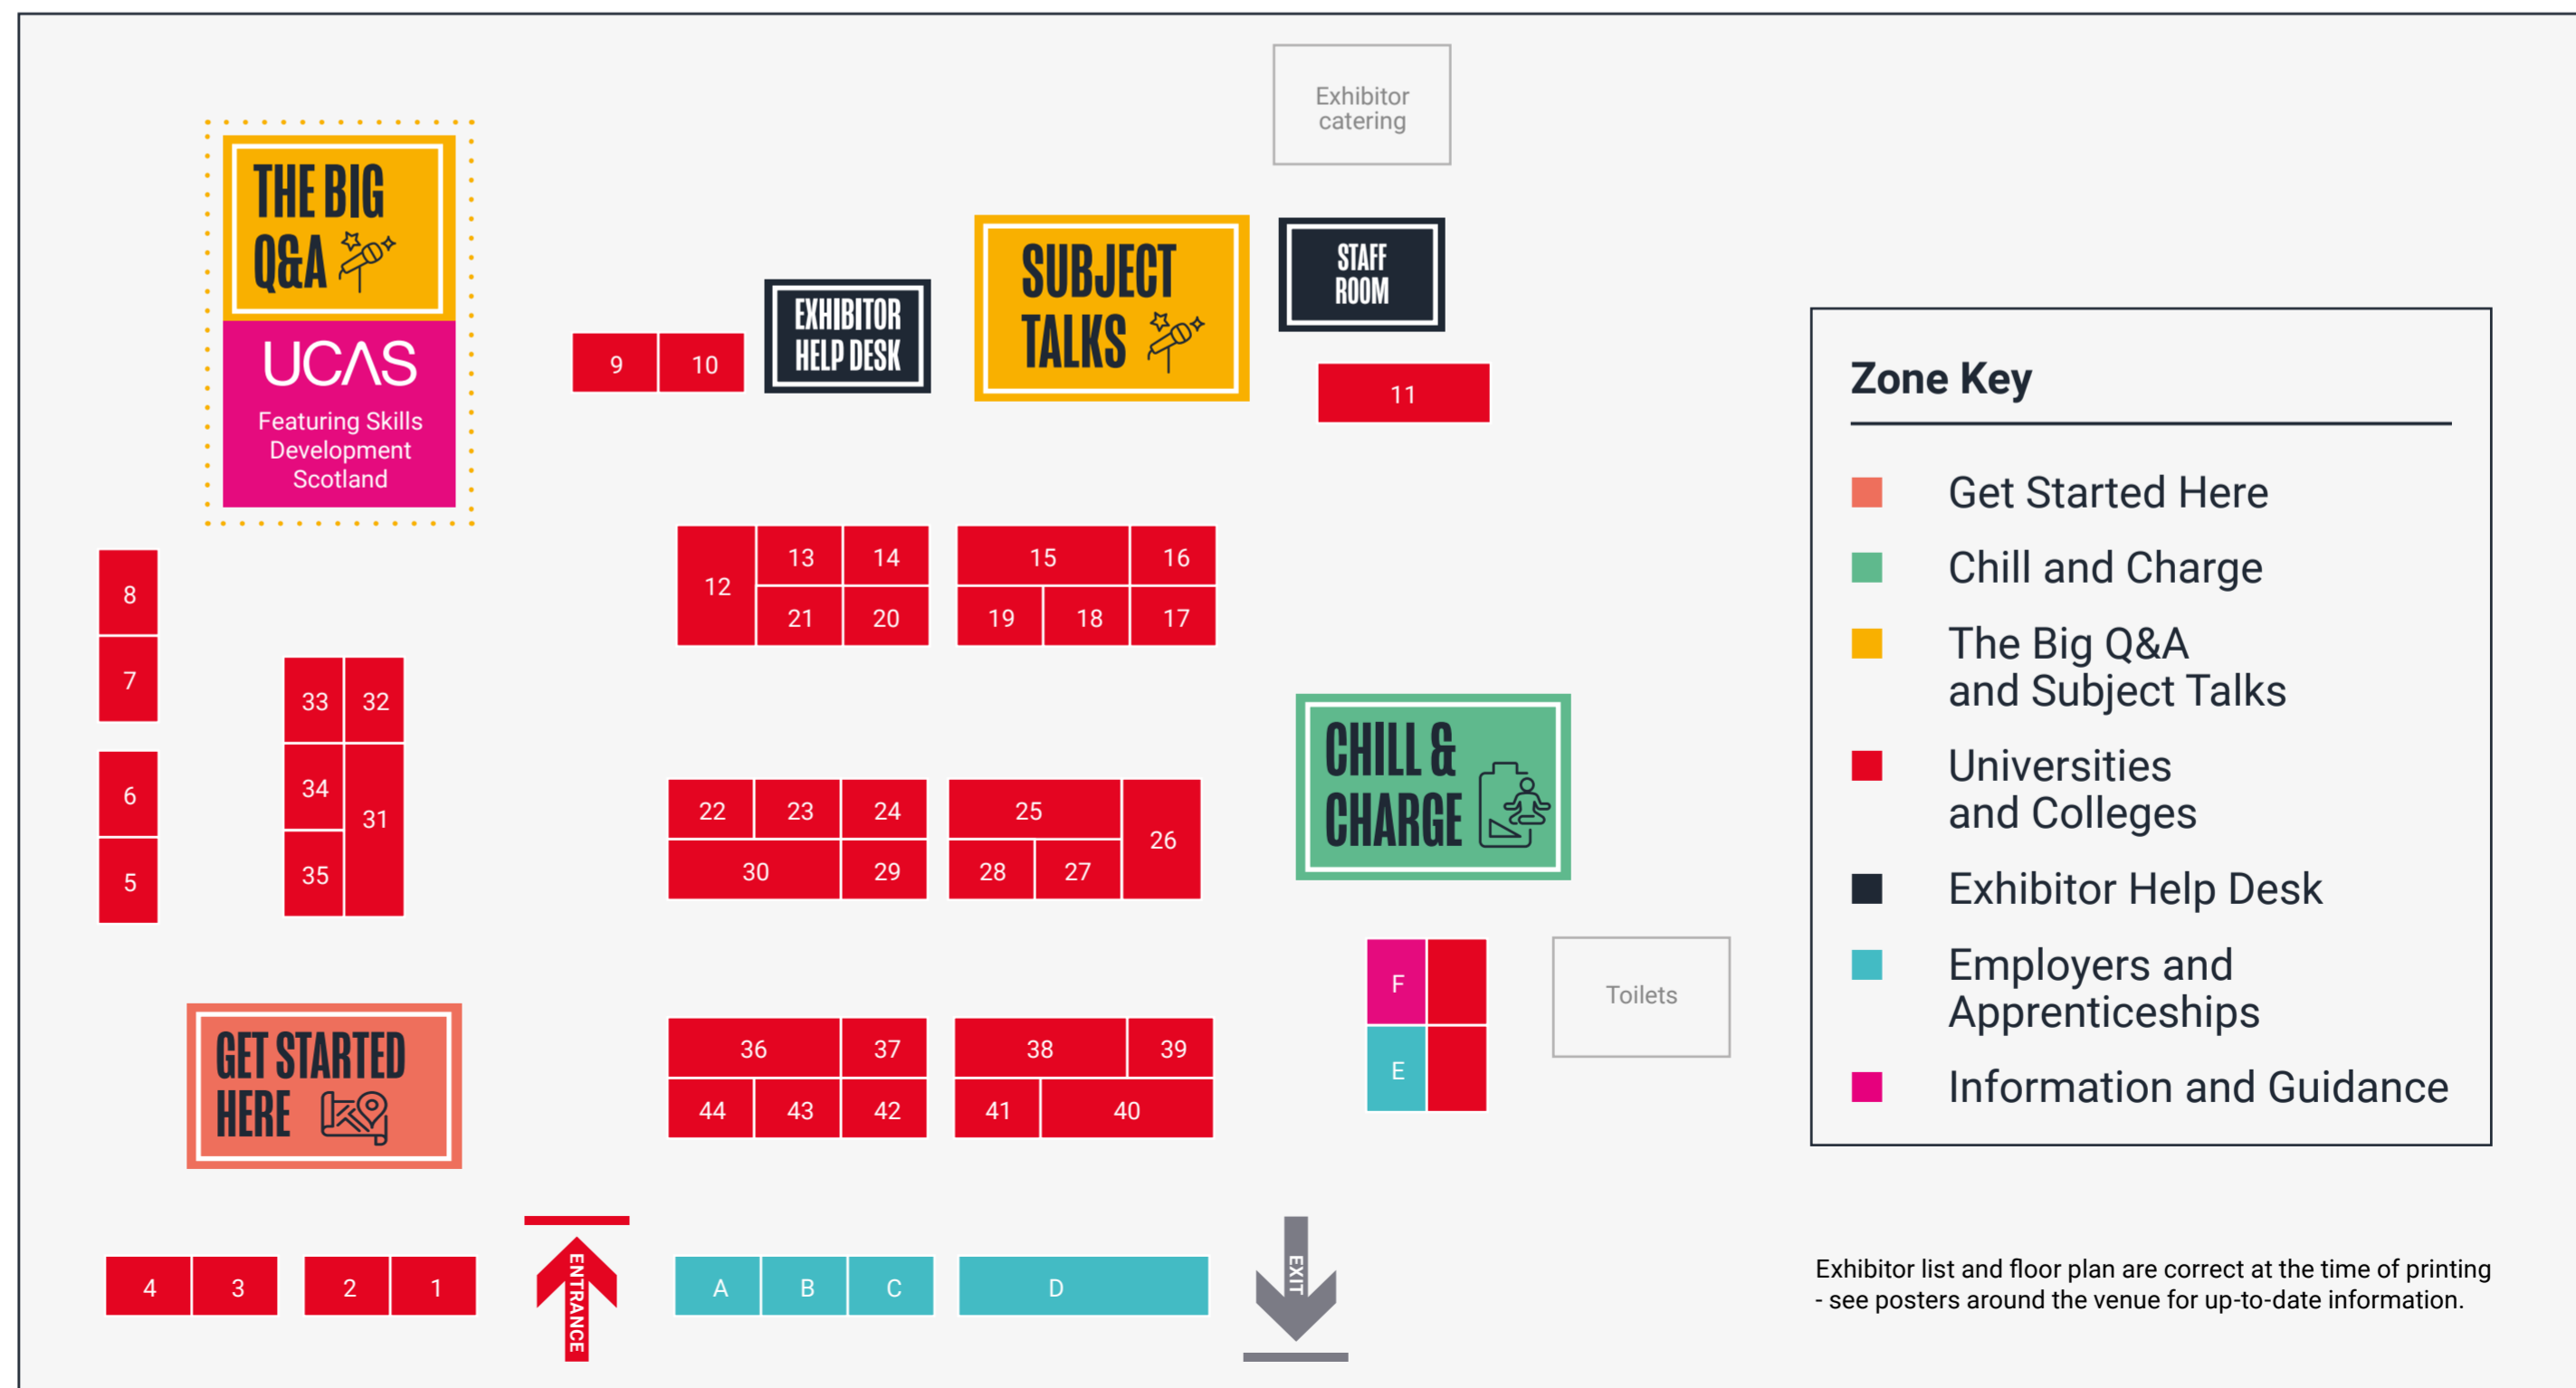 Exhibitor
catering
THE BIG
Q&A
UCAS
Featuring Skills
Development
Scotland
EXHIBITOR
HELP DESK
SUBJECT
TALKS
STAFF
ROOM
9
10
11
12
13
14
21
20
15
16
19
18
17
8
7
6
5
33
32
34
31
35
22
23
24
30
29
25
26
28
27
CHILL &
CHARGE
F
E
Toilets
GET STARTED
HERE
36
37
44
43
42
38
39
41
40
4
3
2
1
ENTRANCE
A
B
C
D
EXIT
Zone Key
Get Started Here
Chill and Charge
The Big Q&A
and Subject Talks
Universities
and Colleges
Exhibitor Help Desk
Employers and
Apprenticeships
Information and Guidance
Exhibitor list and floor plan are correct at the time of printing
- see posters around the venue for up-to-date information.